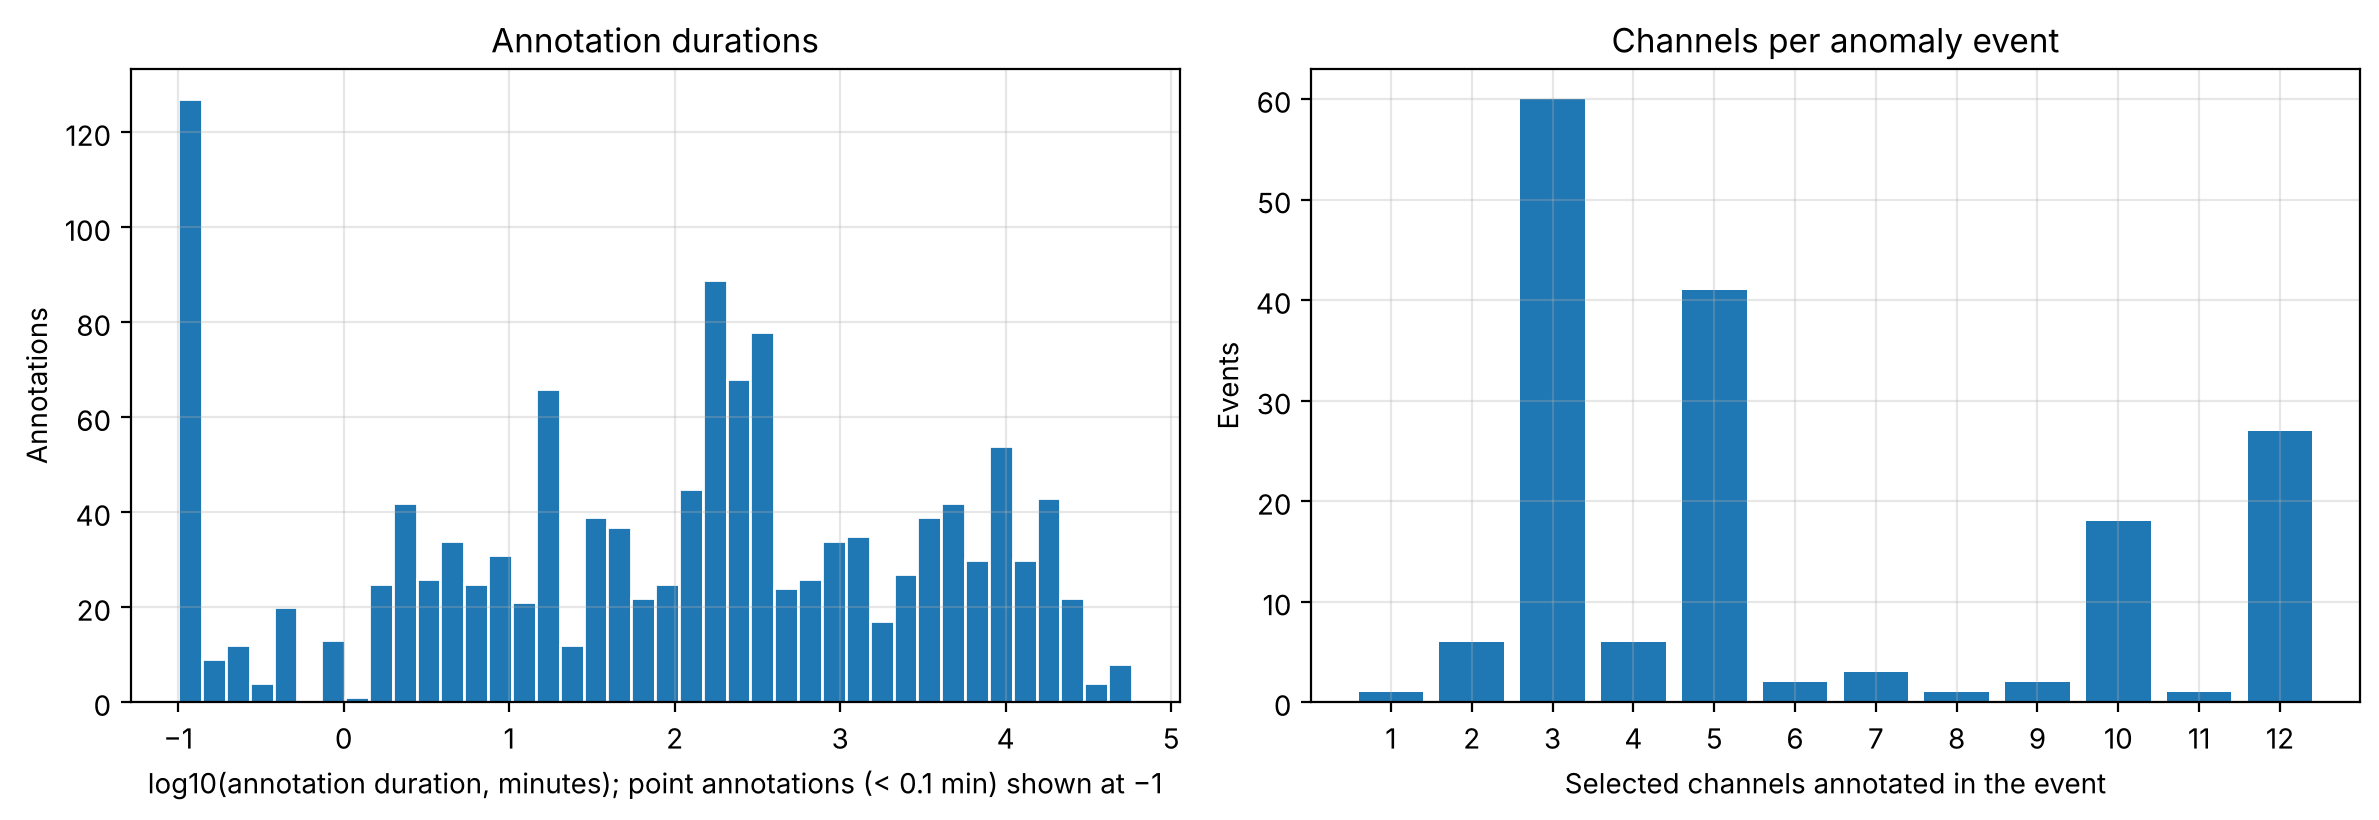 Annotation durations
Annotations
120
100
80
60
40
20
0
−1 0 1 2 3 4 5
log10(annotation duration, minutes); point annotations (< 0.1 min) shown at −1
Channels per anomaly event
Events
60
50
40
30
20
10
0
1 2 3 4 5 6 7 8 9 10 11 12
Selected channels annotated in the event